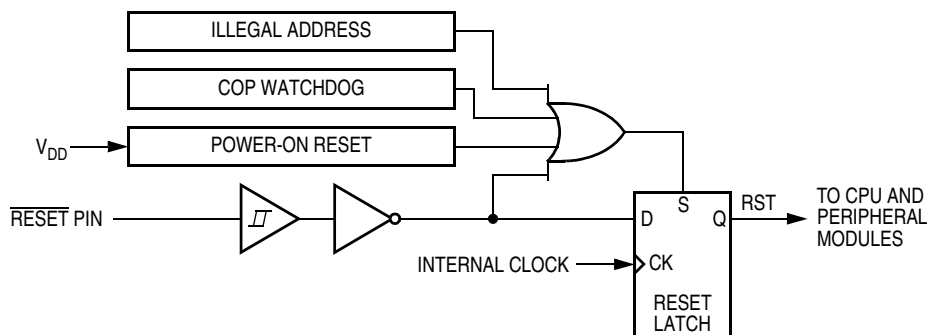 ILLEGAL ADDRESS
COP WATCHDOG
VDD
POWER-ON RESET
RESET PIN
D
S
Q
RST
TO CPU AND
PERIPHERAL
MODULES
INTERNAL CLOCK
CK
RESET
LATCH